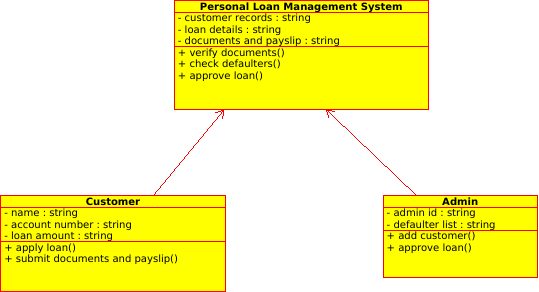 Personal Loan Management System
- customer records : string
- loan details : string
- documents and payslip : string
+ verify documents()
+ check defaulters()
+ approve loan()
Customer
- name : string
- account number : string
- loan amount : string
+ apply loan()
+ submit documents and payslip()
Admin
- admin id : string
- defaulter list : string
+ add customer()
+ approve loan()